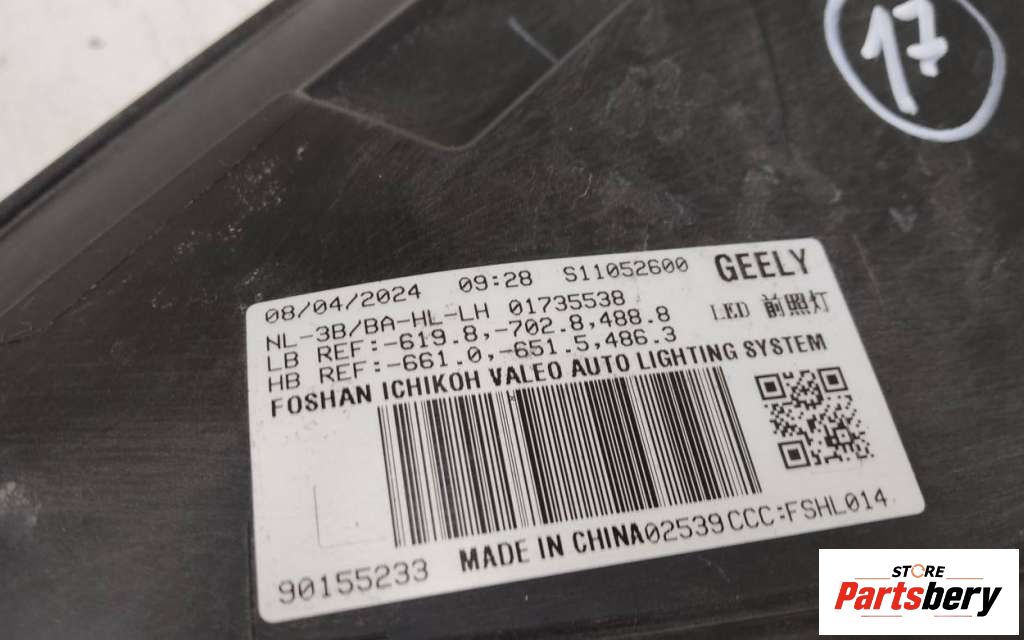 17
08/04/2024 09:28 S11052600 GEELY
NL-3B/BA-HL-LH 01735538
LED 前照灯
LB REF:-619.8,-702.8,488.8
HB REF:-661.0,-651.5,486.3
FOSHAN ICHIKOH VALEO AUTO LIGHTING SYSTEM
90155233 MADE IN CHINA 02539 CCC:FSHL014
STORE
Partsbery